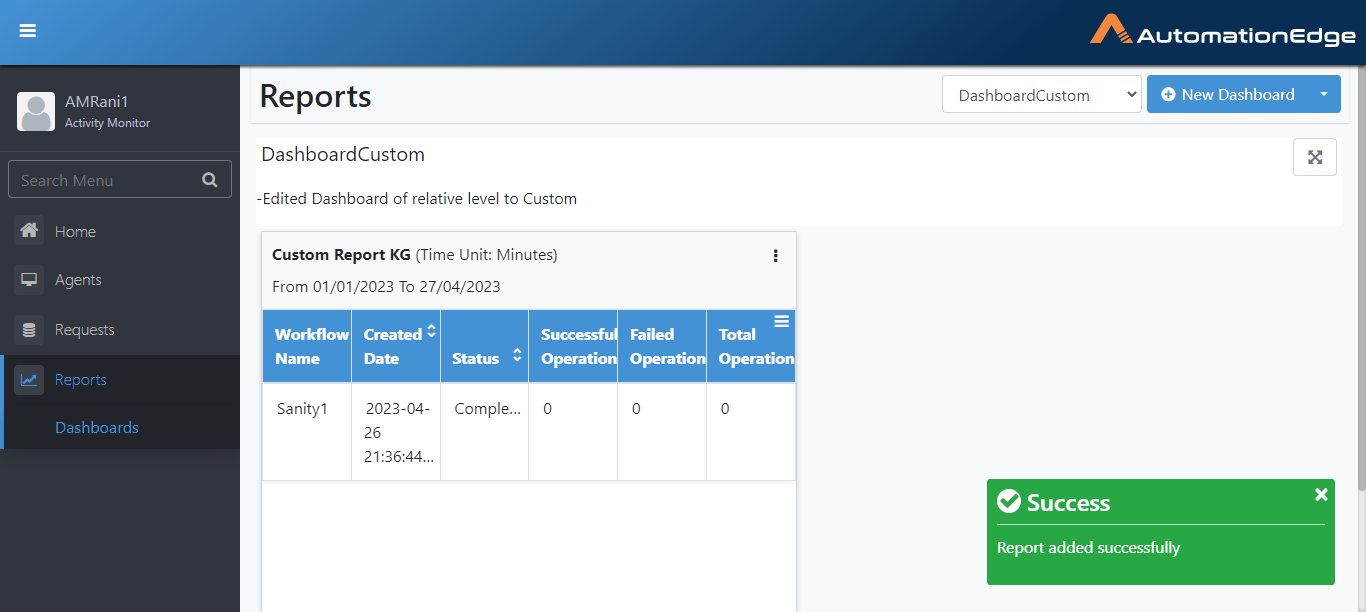 AutomationEdge
AMRani1
Activity Monitor
Search Menu
Home
Agents
Requests
Reports
Dashboards
Reports
DashboardCustom
New Dashboard
DashboardCustom
-Edited Dashboard of relative level to Custom
Custom Report KG (Time Unit: Minutes)
From 01/01/2023 To 27/04/2023
Workflow Name
Created Date
Status
Successful Operation
Failed Operation
Total Operation
Sanity1
2023-04-
26
21:36:44...
Comple...
0
0
0
Success
Report added successfully